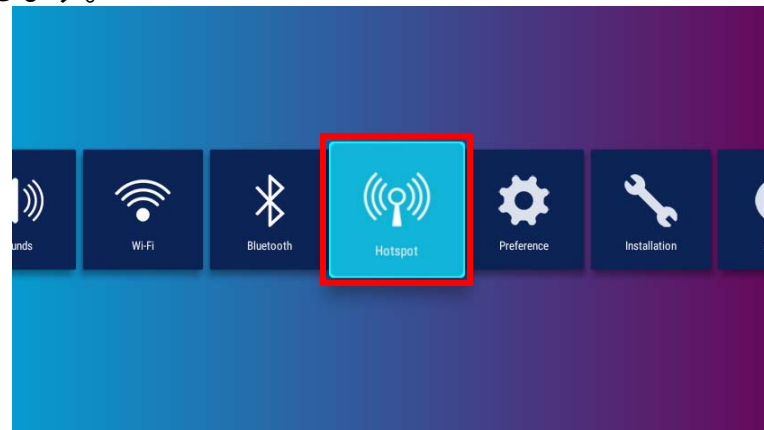 unds
Wi-Fi
Bluetooth
Hotspot
Preference
Installation